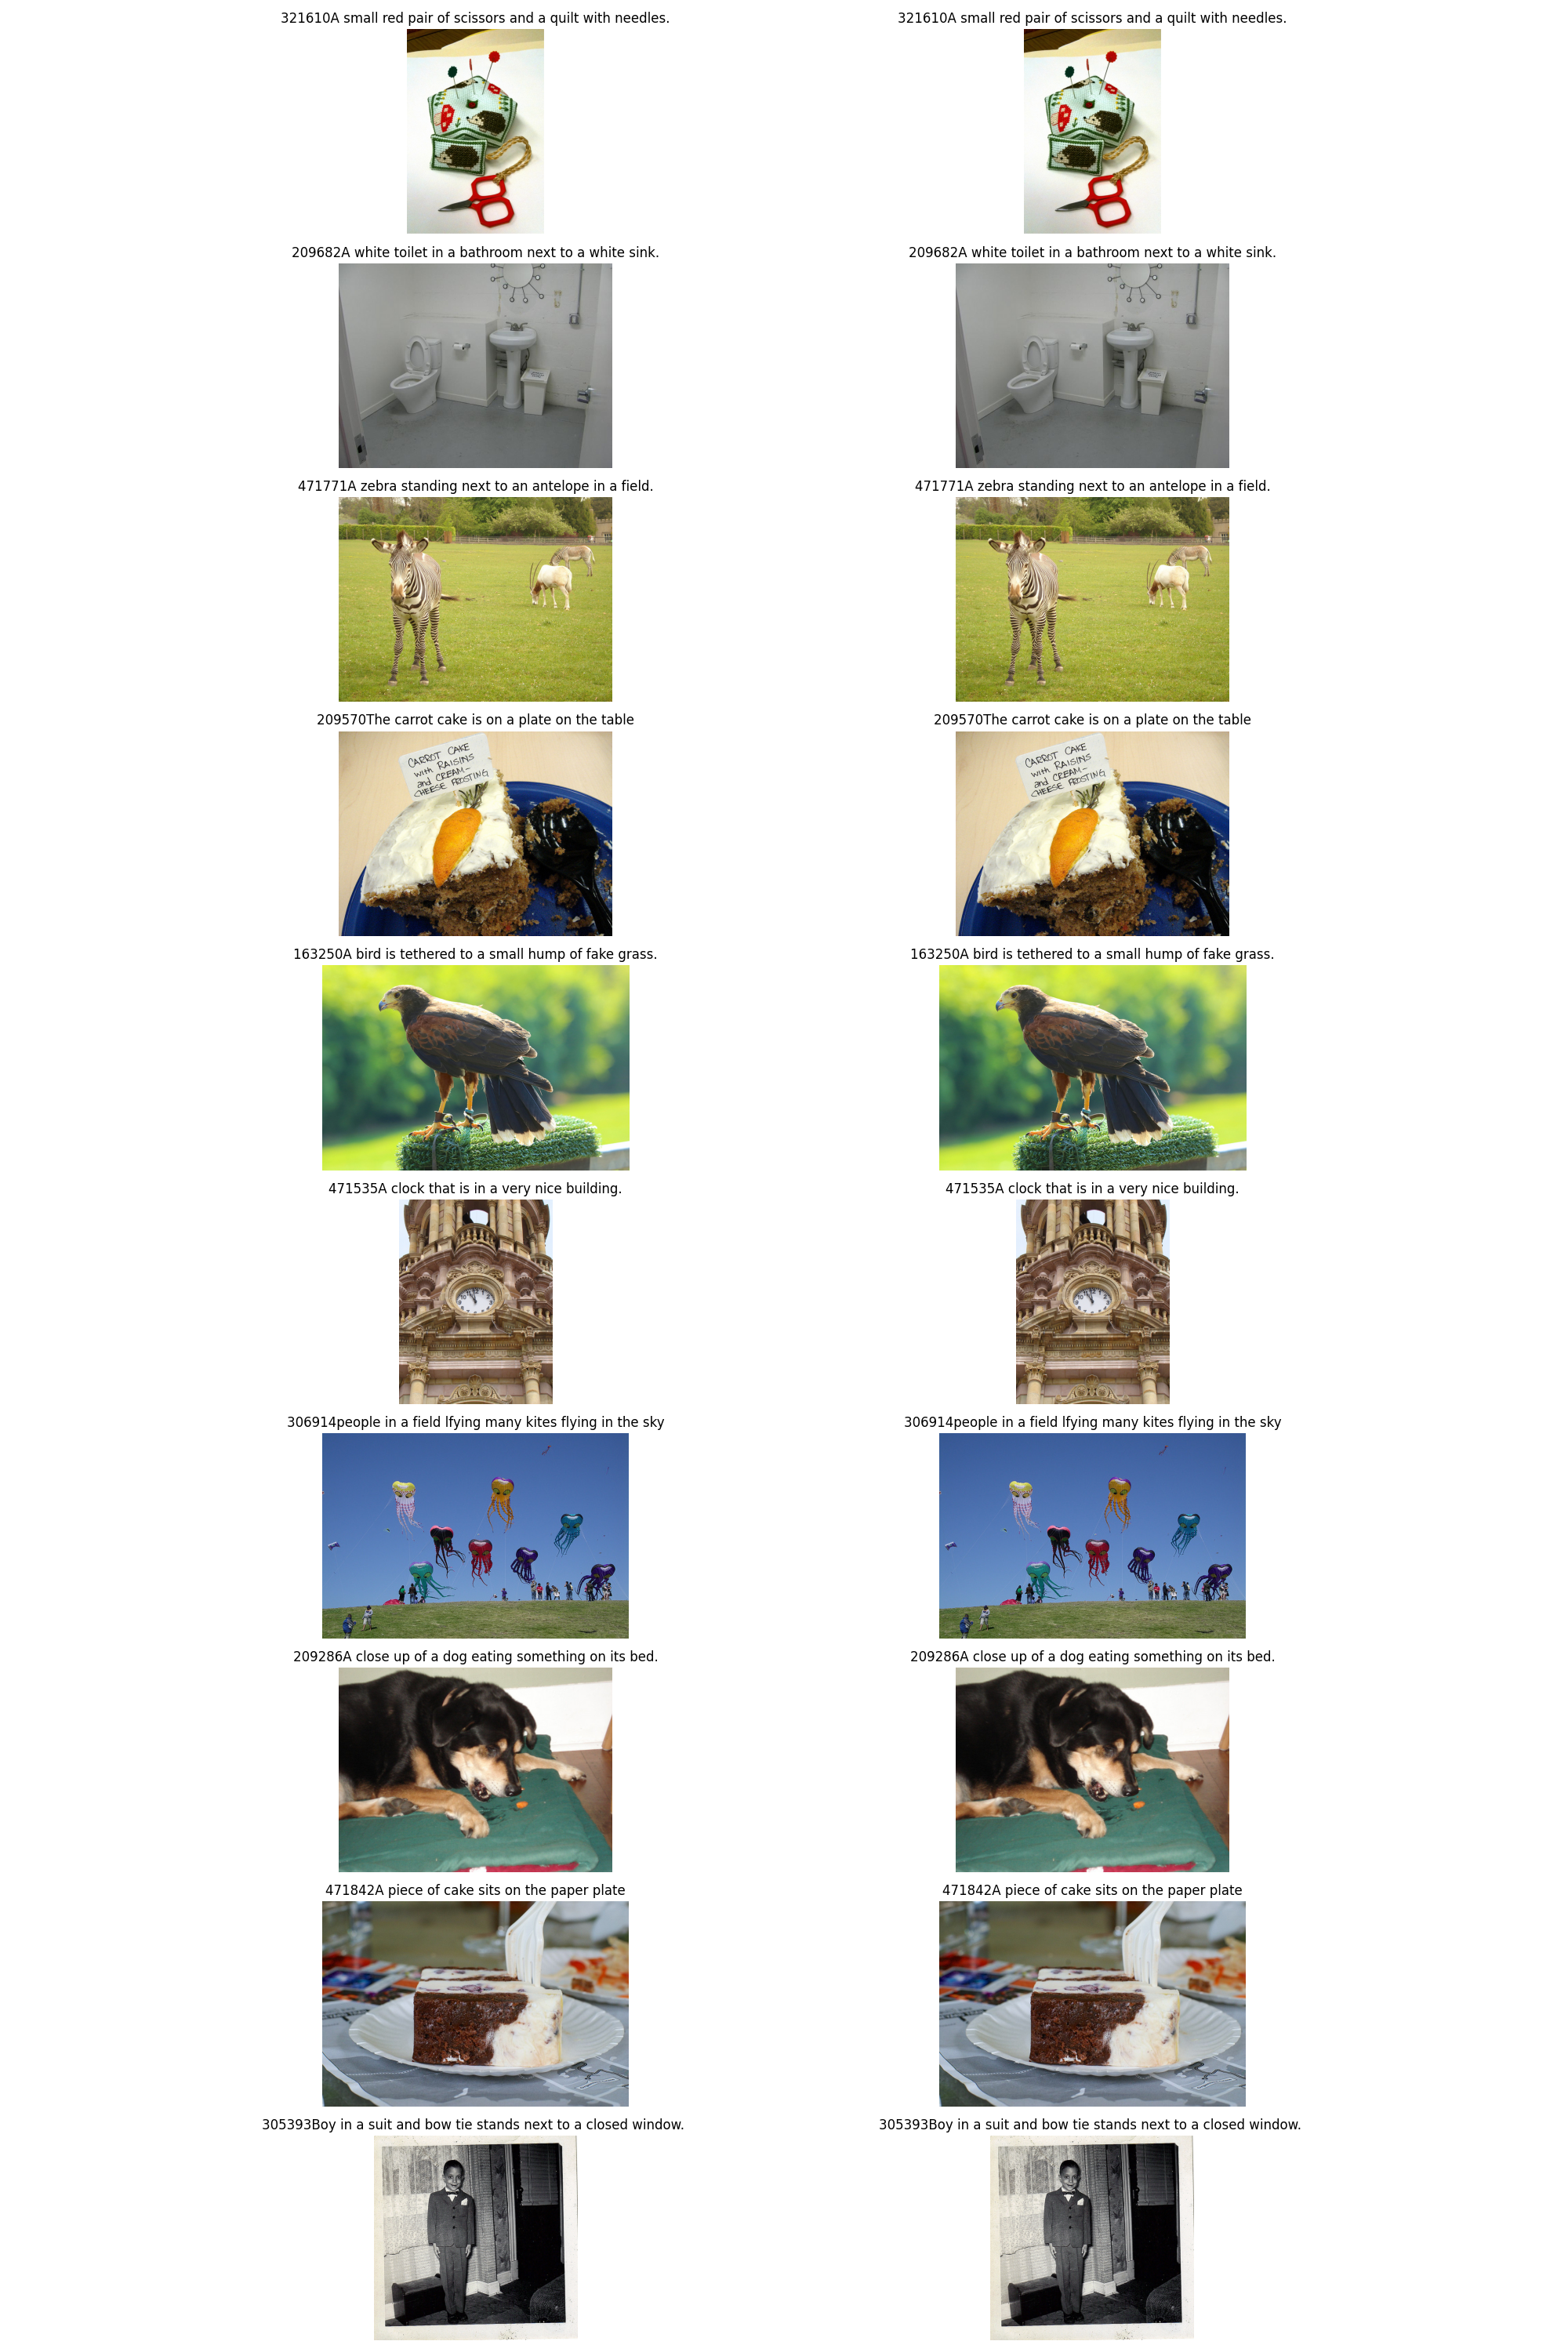 321610A small red pair of scissors and a quilt with needles.
321610A small red pair of scissors and a quilt with needles.
209682A white toilet in a bathroom next to a white sink.
209682A white toilet in a bathroom next to a white sink.
471771A zebra standing next to an antelope in a field.
471771A zebra standing next to an antelope in a field.
209570The carrot cake is on a plate on the table
209570The carrot cake is on a plate on the table
CARROT CAKE
with RAISINS
and CREAM-
CHEESE FROSTING
CARROT CAKE
with RAISINS
and CREAM-
CHEESE FROSTING
163250A bird is tethered to a small hump of fake grass.
163250A bird is tethered to a small hump of fake grass.
471535A clock that is in a very nice building.
471535A clock that is in a very nice building.
306914people in a field lfying many kites flying in the sky
306914people in a field lfying many kites flying in the sky
209286A close up of a dog eating something on its bed.
209286A close up of a dog eating something on its bed.
471842A piece of cake sits on the paper plate
471842A piece of cake sits on the paper plate
305393Boy in a suit and bow tie stands next to a closed window.
305393Boy in a suit and bow tie stands next to a closed window.